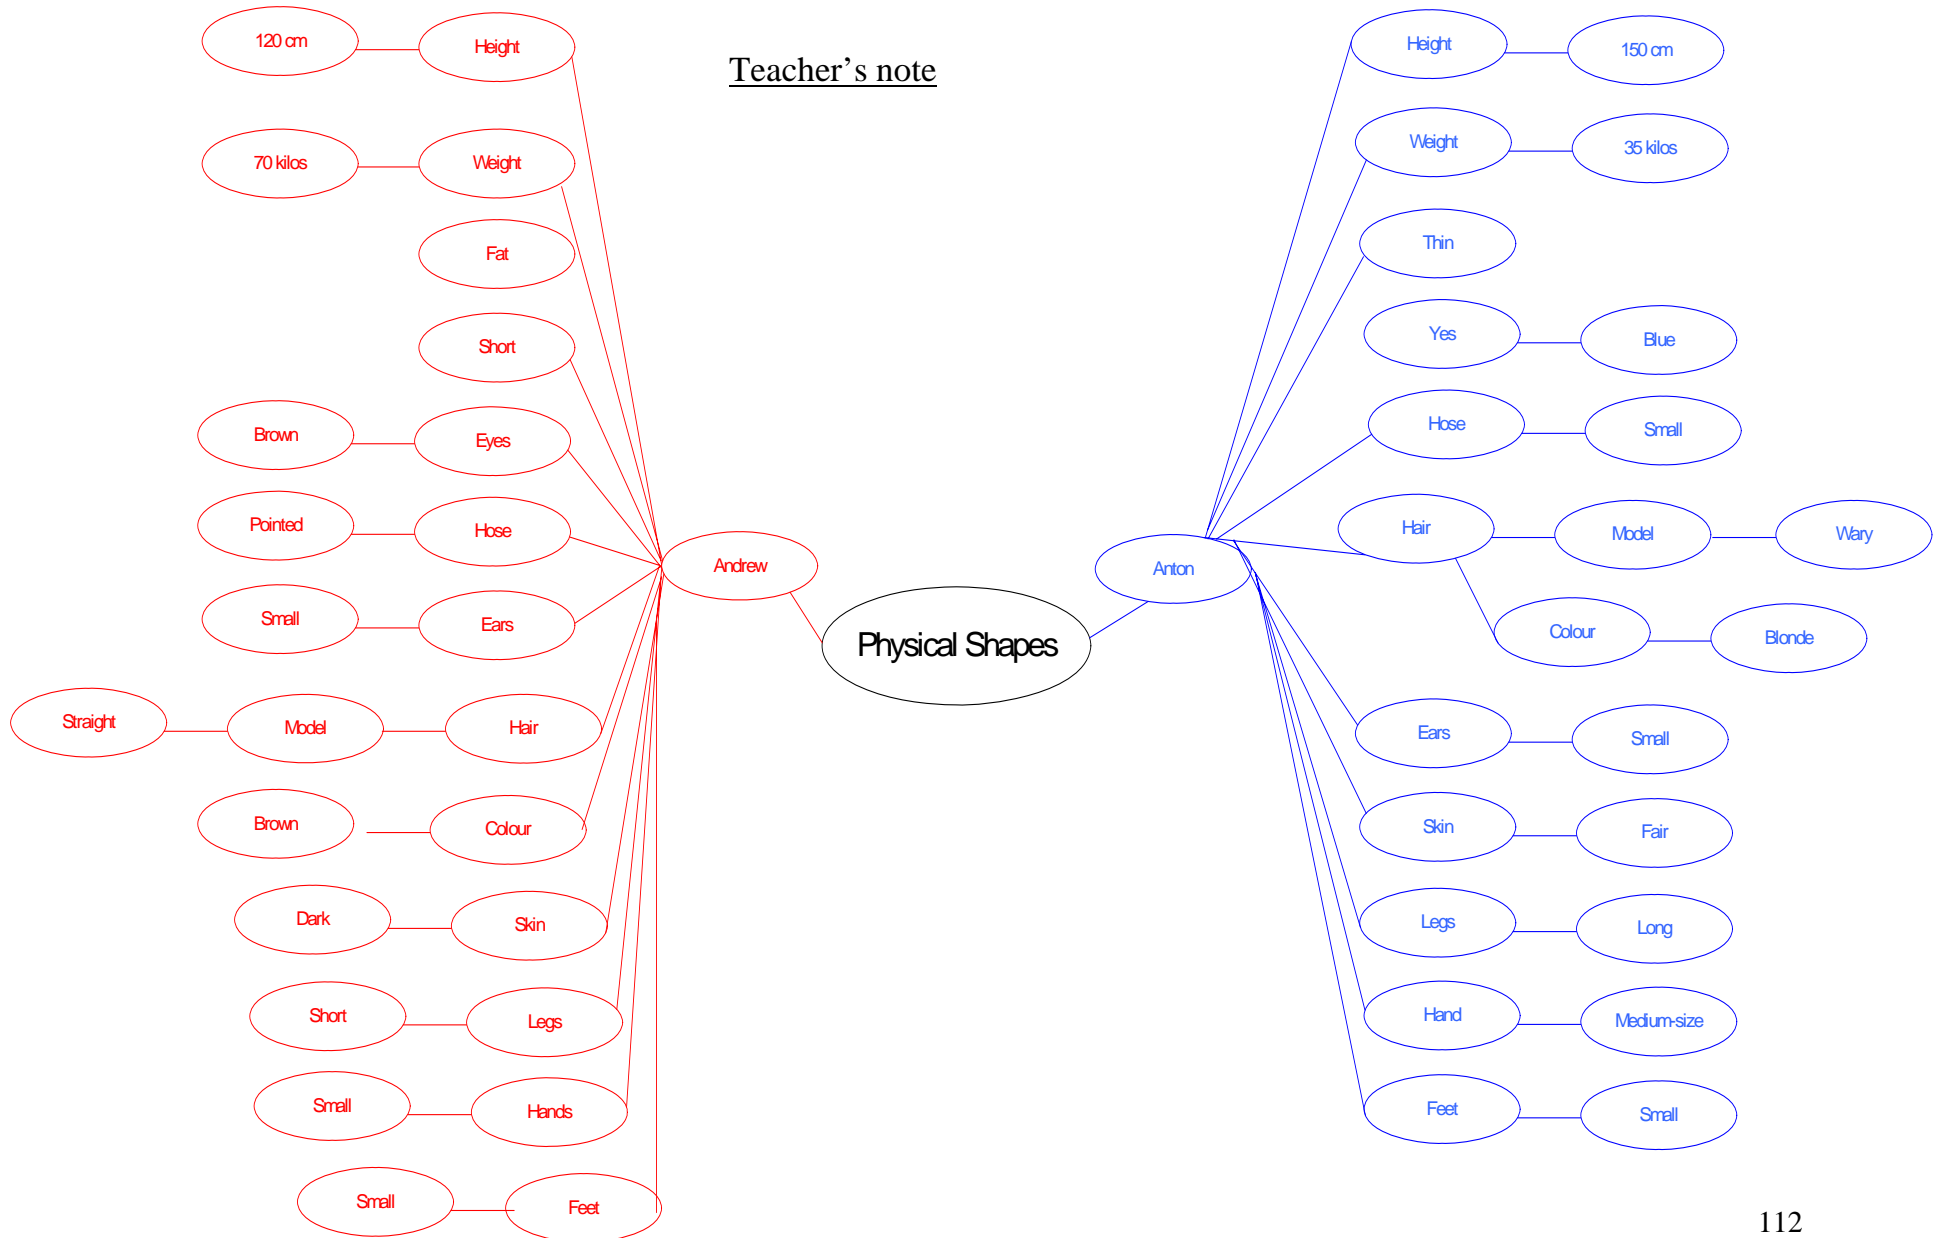 Teacher's note
Physical Shapes
Andrew
Height
120 cm
Weight
70 kilos
Fat
Short
Eyes
Brown
Hose
Pointed
Ears
Small
Hair
Model
Straight
Colour
Brown
Skin
Dark
Legs
Short
Hands
Small
Feet
Small
Anton
Height
150 cm
Weight
35 kilos
Thin
Yes
Blue
Hose
Small
Hair
Model
Wary
Colour
Blonde
Ears
Small
Skin
Fair
Legs
Long
Hand
Medium-size
Feet
Small
112